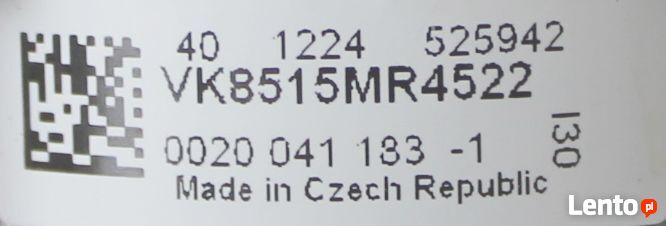 40 1224 525942
VK8515MR4522
0020 041 183 -1
I30
Made in Czech Republic
Lento.pl